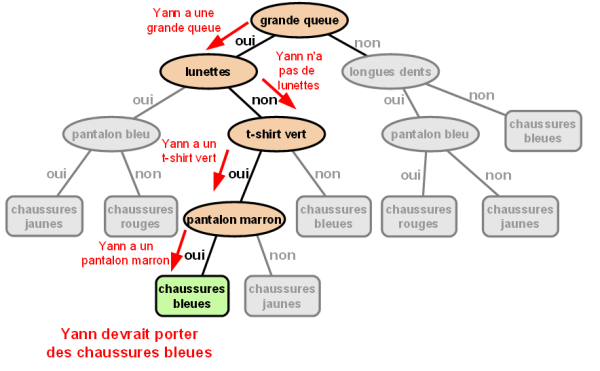 Yann a une
grande queue
grande queue
oui
non
Yann n'a
pas de
lunettes
lunettes
longues dents
oui
non
oui
non
pantalon bleu
Yann a un
t-shirt vert
t-shirt vert
pantalon bleu
chaussures
bleues
oui
non
oui
non
oui
non
chaussures
jaunes
chaussures
rouges
pantalon marron
chaussures
bleues
chaussures
rouges
chaussures
jaunes
Yann a un
pantalon marron
oui
non
chaussures
bleues
chaussures
jaunes
Yann devrait porter
des chaussures bleues